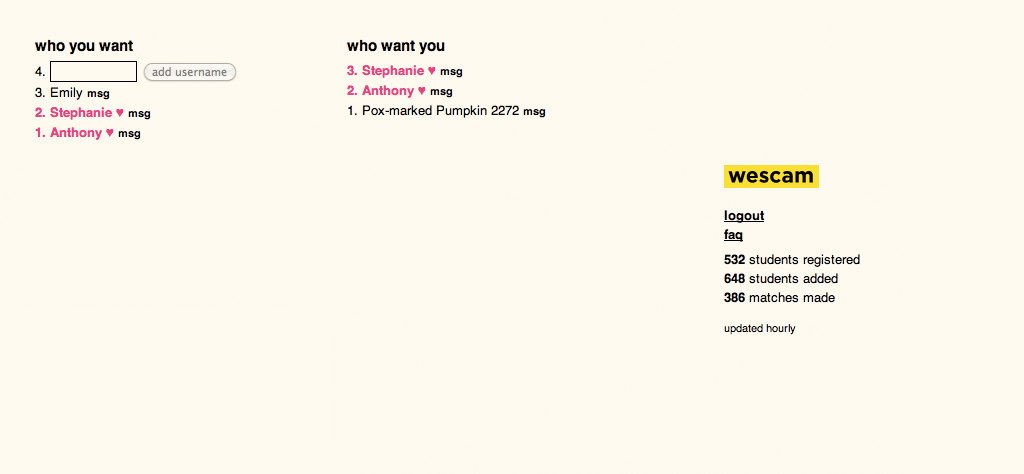 who you want
4. add username
3. Emily msg
2. Stephanie ♥ msg
1. Anthony ♥ msg
who want you
3. Stephanie ♥ msg
2. Anthony ♥ msg
1. Pox-marked Pumpkin 2272 msg
wescam
logout
faq
532 students registered
648 students added
386 matches made
updated hourly